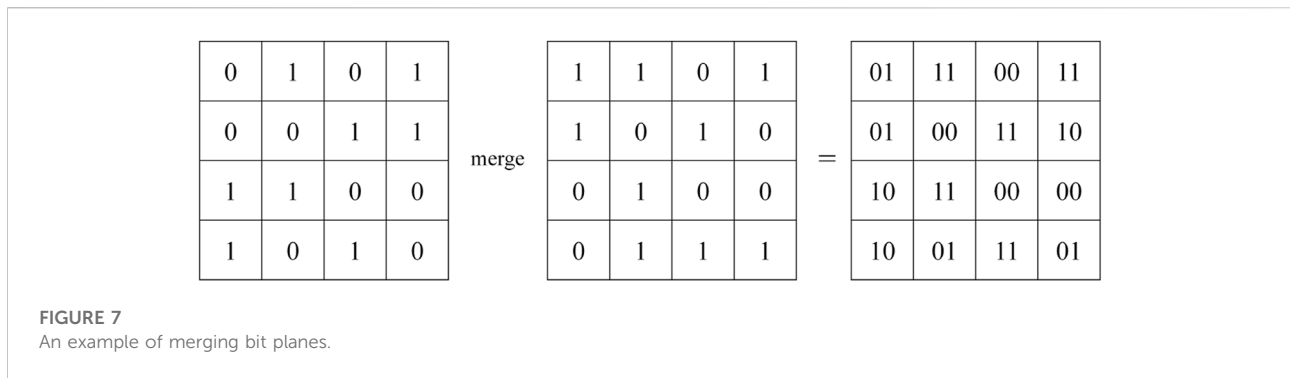 0 1 0 1 1 1 0 1 01 11 00 11
0 0 1 1 1 0 1 0 01 00 11 10
merge =
1 1 0 0 0 1 0 0 10 11 00 00
1 0 1 0 0 1 1 1 10 01 11 01
FIGURE 7
An example of merging bit planes.